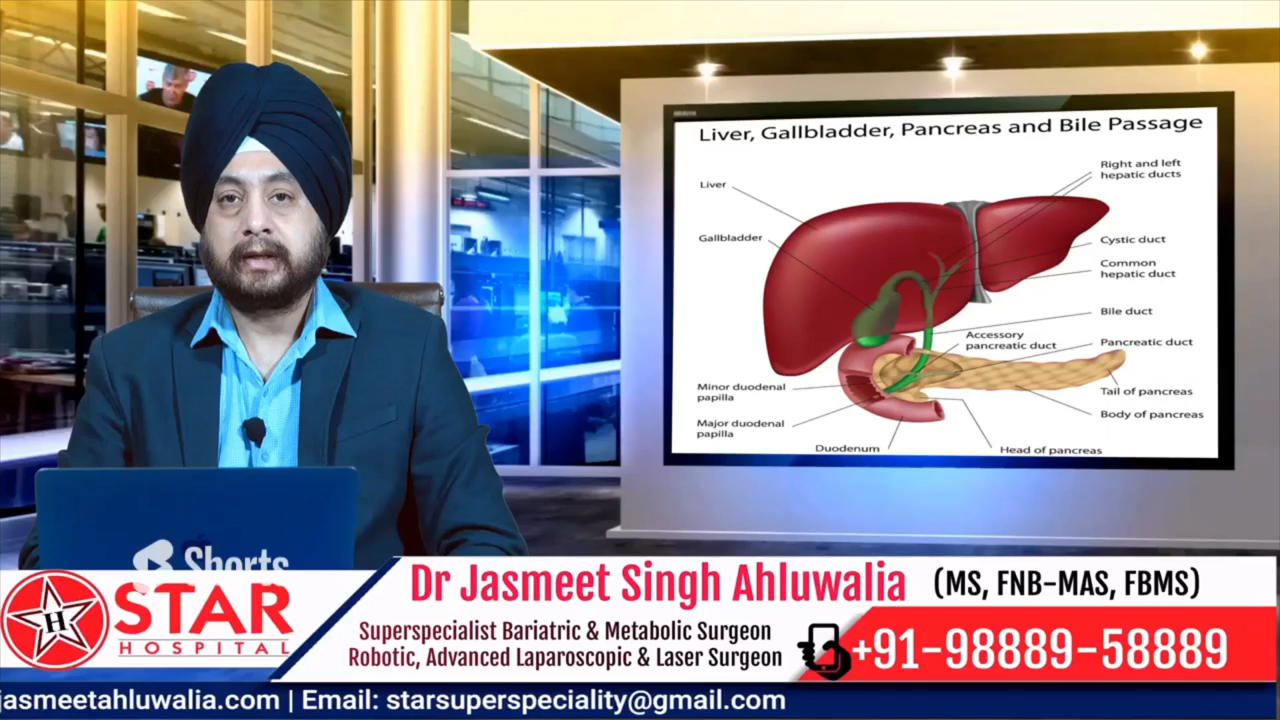 Liver, Gallbladder, Pancreas and Bile Passage
Right and left
hepatic ducts
Liver
Gallbladder
Cystic duct
Common
hepatic duct
Bile duct
Accessory
pancreatic duct
Pancreatic duct
Minor duodenal
papilla
Tail of pancreas
Body of pancreas
Major duodenal
papilla
Duodenum
Head of pancreas
Shorts
H
STAR
HOSPITAL
Dr Jasmeet Singh Ahluwalia (MS, FNB-MAS, FBMS)
Superspecialist Bariatric & Metabolic Surgeon
Robotic, Advanced Laparoscopic & Laser Surgeon
+91-98889-58889
jasmeetahluwalia.com | Email: starsuperspeciality@gmail.com